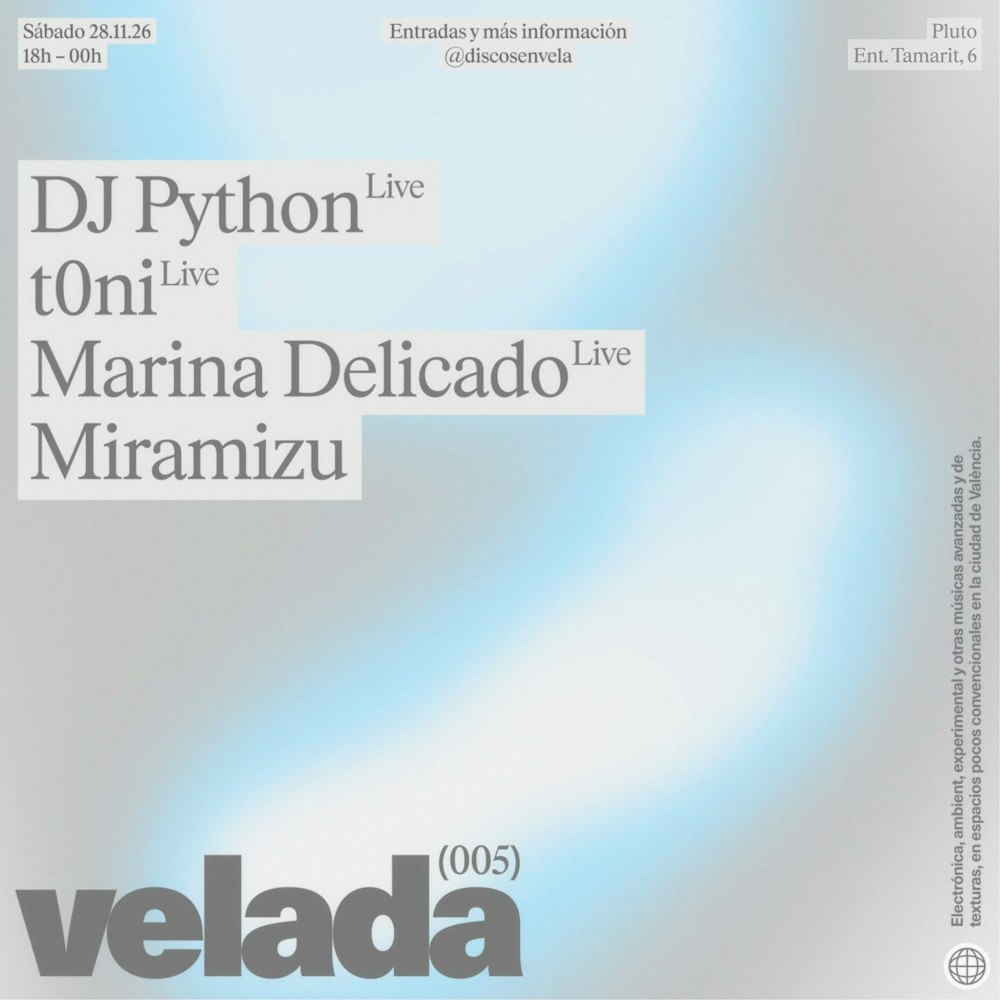 Sábado 28.11.26
18h – 00h
Entradas y más información
@discosenvela
Pluto
Ent. Tamarit, 6
DJ Python Live
t0ni Live
Marina Delicado Live
Miramizu
Electrónica, ambient, experimental y otras músicas avanzadas y de
texturas, en espacios pocos convencionales en la ciudad de València.
velada (005)